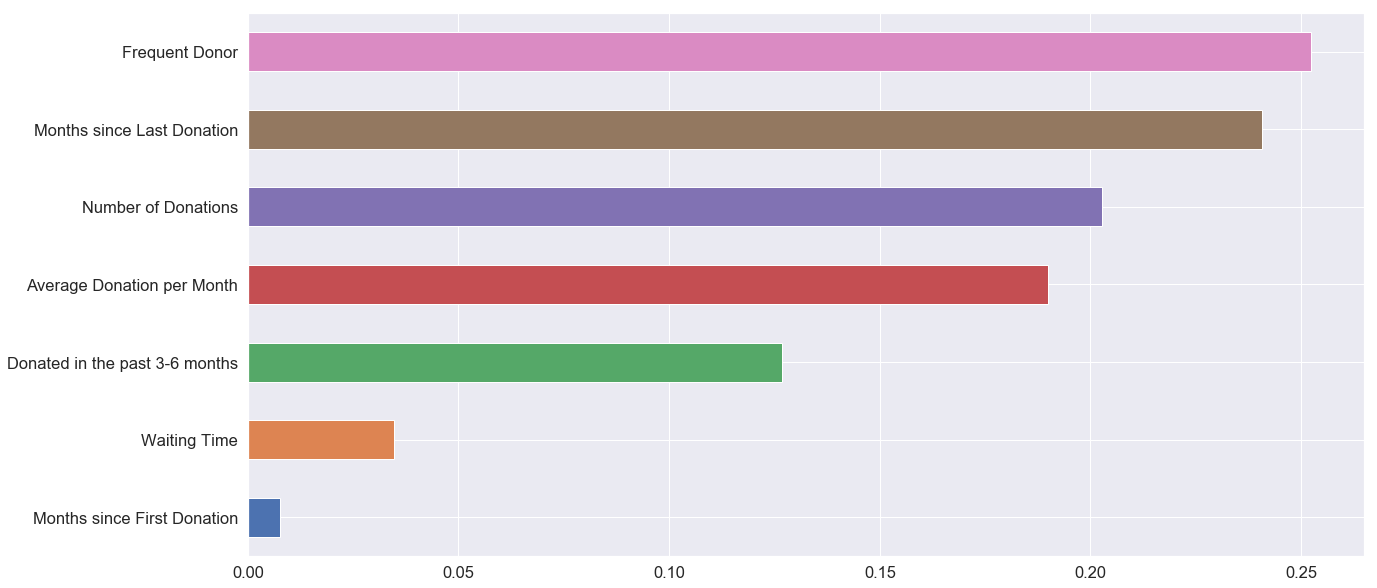 Frequent Donor
Months since Last Donation
Number of Donations
Average Donation per Month
Donated in the past 3-6 months
Waiting Time
Months since First Donation
0.00 0.05 0.10 0.15 0.20 0.25